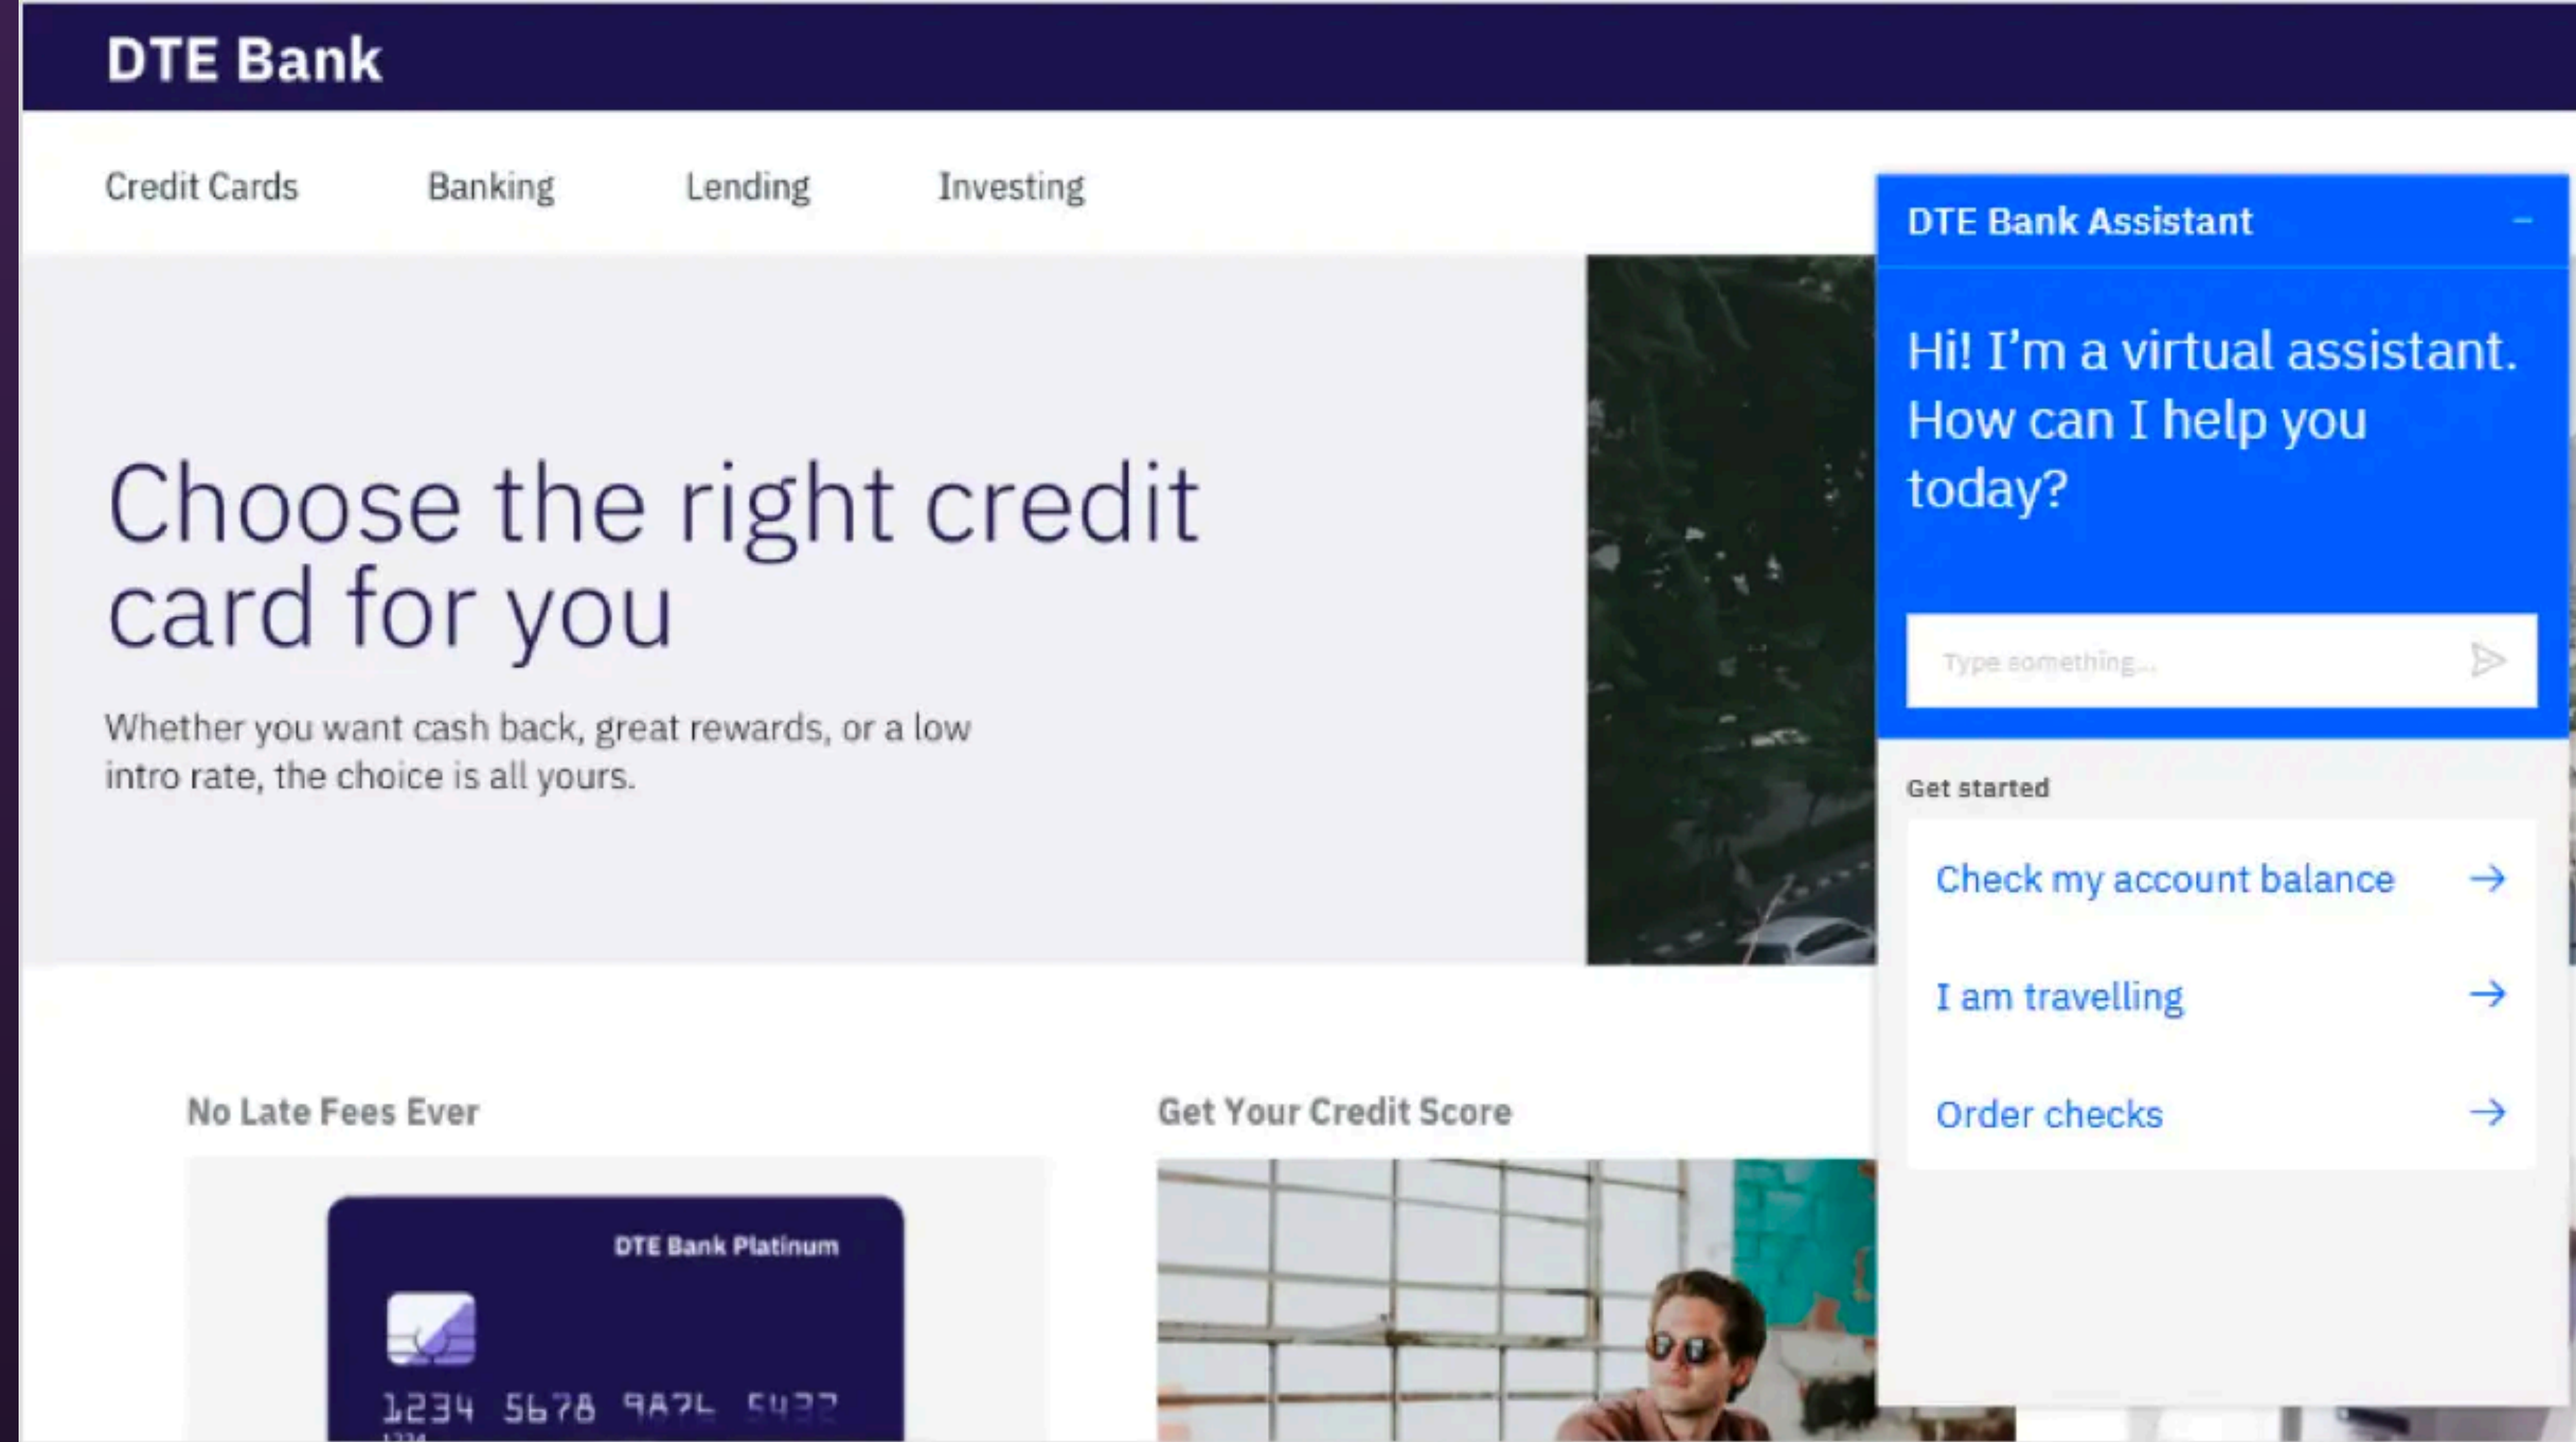 DTE Bank
Credit Cards
Banking
Lending
Investing
Choose the right credit
card for you
Whether you want cash back, great rewards, or a low
intro rate, the choice is all yours.
No Late Fees Ever
DTE Bank Platinum
1234 5678
Get Your Credit Score
DTE Bank Assistant
Hi! I'm a virtual assistant.
How can I help you
today?
Type something...
Get started
Check my account balance
I am travelling
Order checks